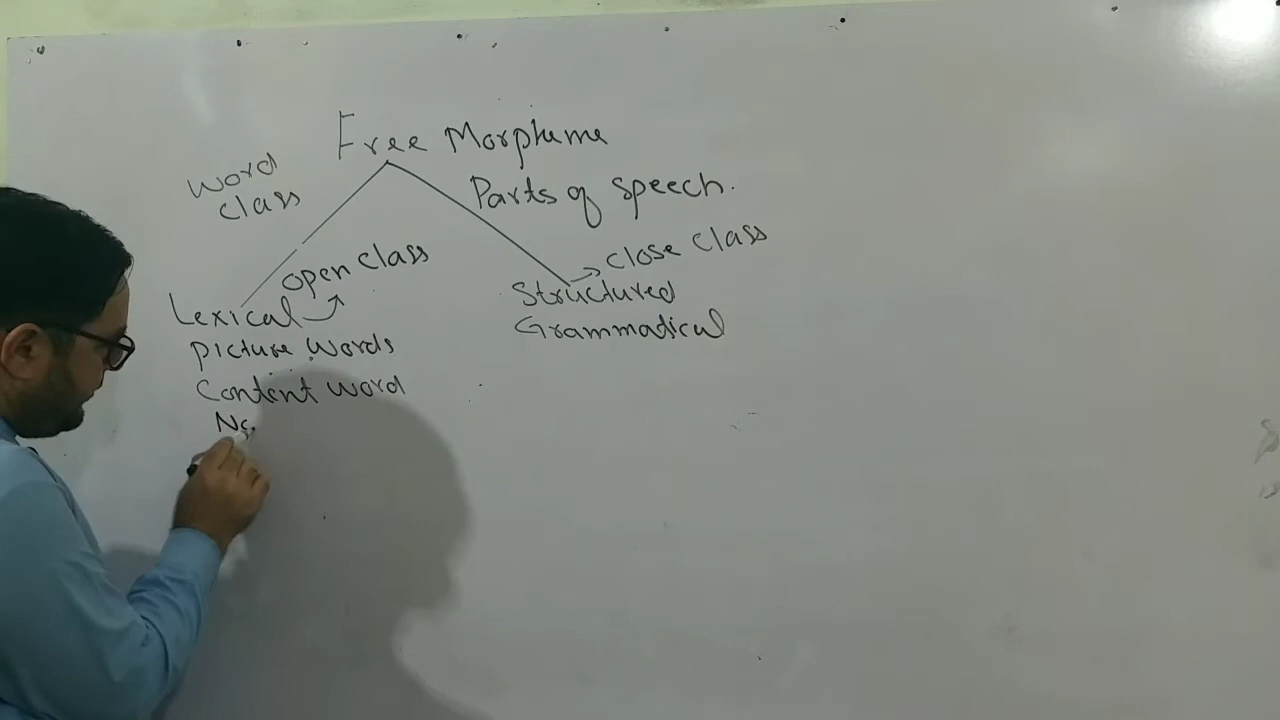 Free Morpheme
word
class
Parts of speech.
open class
close class
Lexical
Structured
Picture Words
Grammatical
Content word